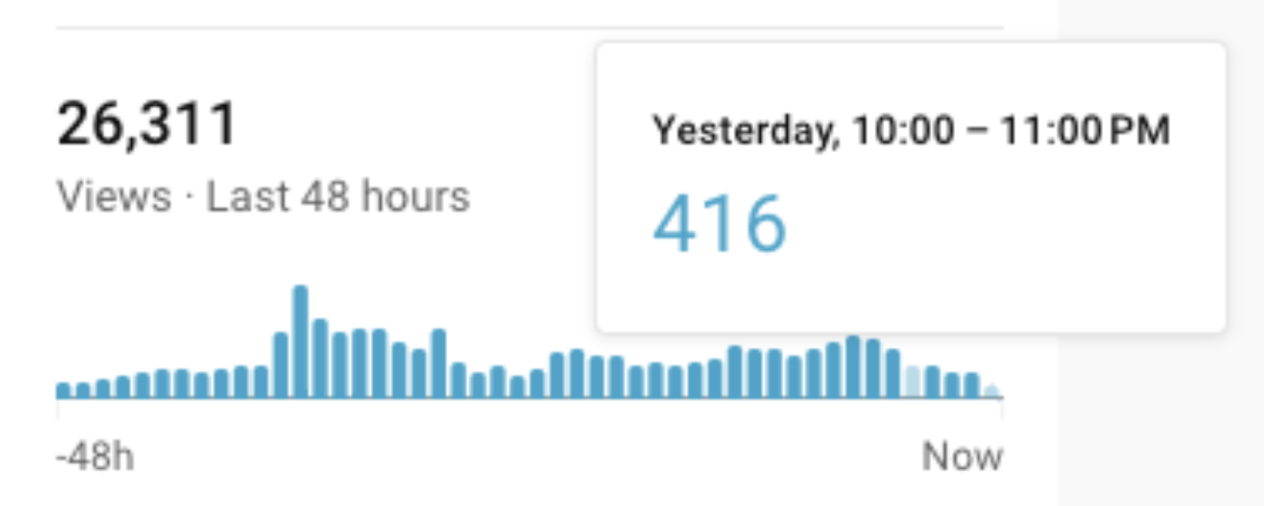 26,311
Views · Last 48 hours
Yesterday, 10:00 – 11:00 PM
416
-48h
Now